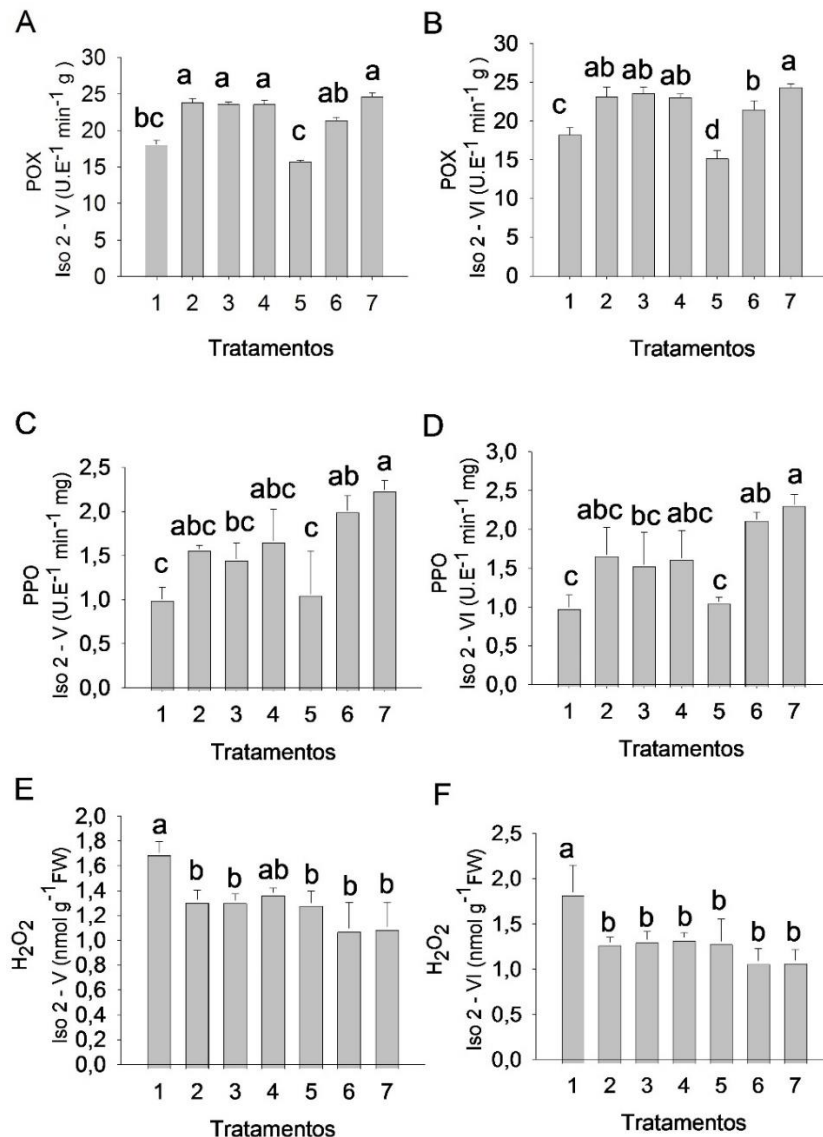 A
POX
Iso 2 - V (U.E⁻¹ min⁻¹ g)
30
25
20
15
10
5
0
bc a a a c ab a
1 2 3 4 5 6 7
Tratamentos
B
POX
Iso 2 - VI (U.E⁻¹ min⁻¹ g)
30
25
20
15
10
5
0
c ab ab ab d b a
1 2 3 4 5 6 7
Tratamentos
C
PPO
Iso 2 - V (U.E⁻¹ min⁻¹ mg)
2,5
2,0
1,5
1,0
0,5
0,0
c abc bc abc c ab a
1 2 3 4 5 6 7
Tratamentos
D
PPO
Iso 2 - VI (U.E⁻¹ min⁻¹ mg)
3,0
2,5
2,0
1,5
1,0
0,5
0,0
c abc bc abc c ab a
1 2 3 4 5 6 7
Tratamentos
E
H₂O₂
Iso 2 - V (nmol g⁻¹FW)
2,0
1,8
1,6
1,4
1,2
1,0
0,8
0,6
0,4
0,2
0,0
a b b ab b b b
1 2 3 4 5 6 7
Tratamentos
F
H₂O₂
Iso 2 - VI (nmol g⁻¹FW)
2,5
2,0
1,5
1,0
0,5
0,0
a b b b b b b
1 2 3 4 5 6 7
Tratamentos